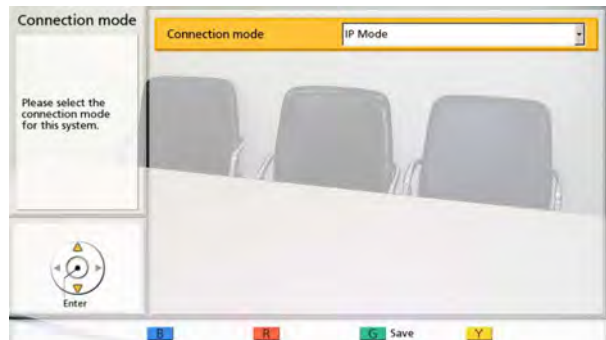 Connection mode
Connection mode
IP Mode
Please select the
connection mode
for this system.
Enter
B
R
G Save
Y